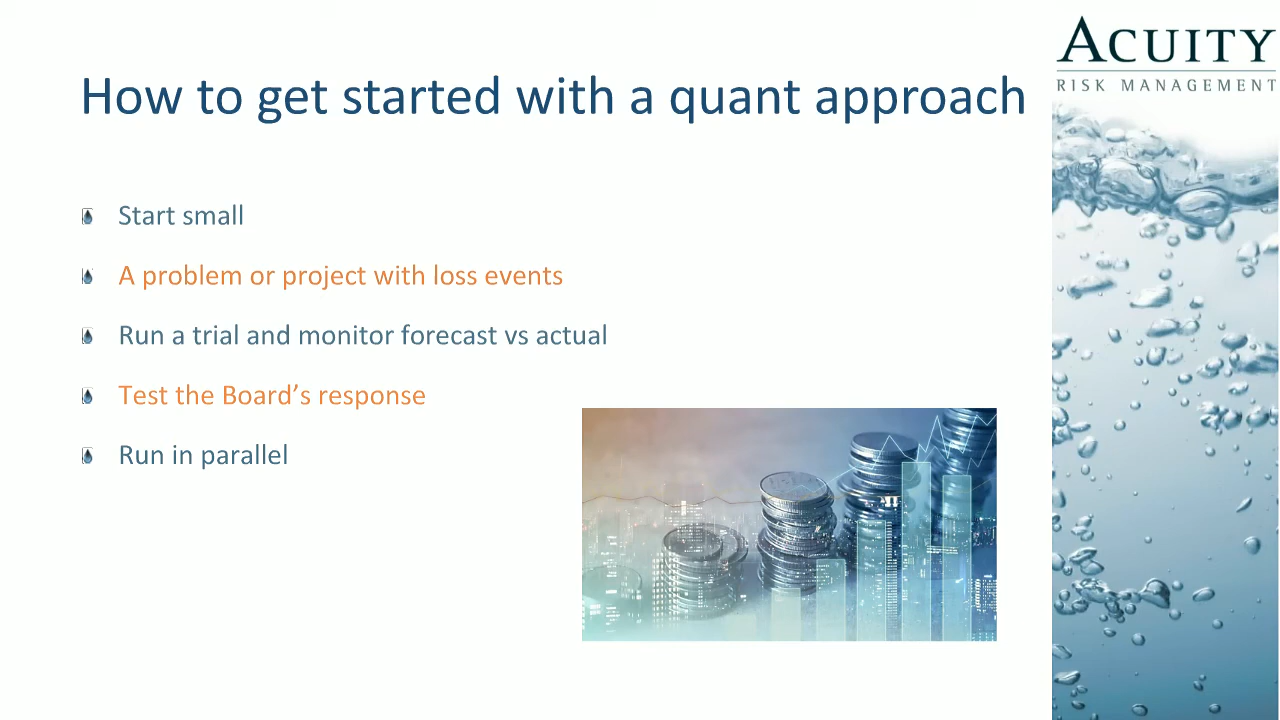 How to get started with a quant approach
Start small
A problem or project with loss events
Run a trial and monitor forecast vs actual
Test the Board’s response
Run in parallel
ACUITY
RISK MANAGEMENT